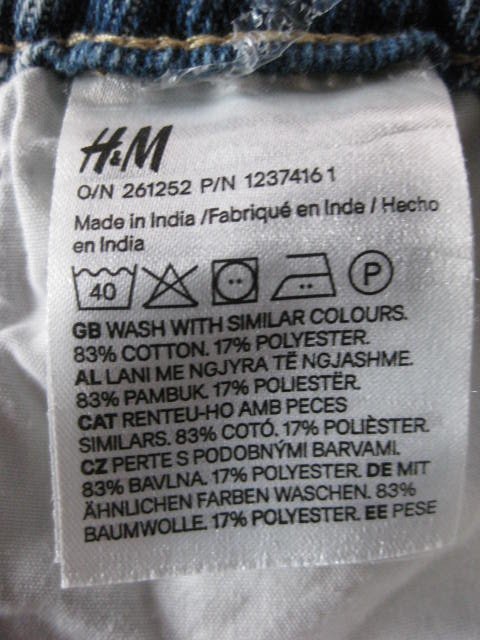 H&M
O/N 261252 P/N 12374161
Made in India /Fabriqué en Inde / Hecho
en India
40 P
GB WASH WITH SIMILAR COLOURS.
83% COTTON. 17% POLYESTER.
AL LANI ME NGJYRA TË NGJASHME.
83% PAMBUK. 17% POLIESTËR.
CAT RENTEU-HO AMB PECES
SIMILARS. 83% COTÓ. 17% POLIÈSTER.
CZ PERTE S PODOBNÝMI BARVAMI.
83% BAVLNA. 17% POLYESTER. DE MIT
ÄHNLICHEN FARBEN WASCHEN. 83%
BAUMWOLLE. 17% POLYESTER. EE PESE